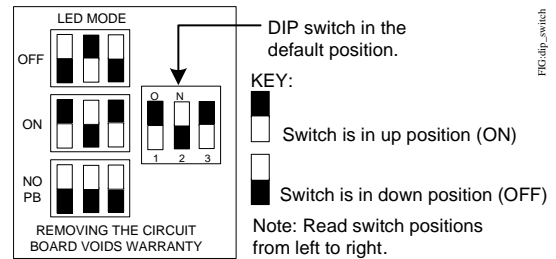 LED MODE
OFF
ON
NO
PB
O N
1 2 3
REMOVING THE CIRCUIT
BOARD VOIDS WARRANTY
DIP switch in the
default position.
KEY:
Switch is in up position (ON)
Switch is in down position (OFF)
Note: Read switch positions
from left to right.
FIG:dip_switch